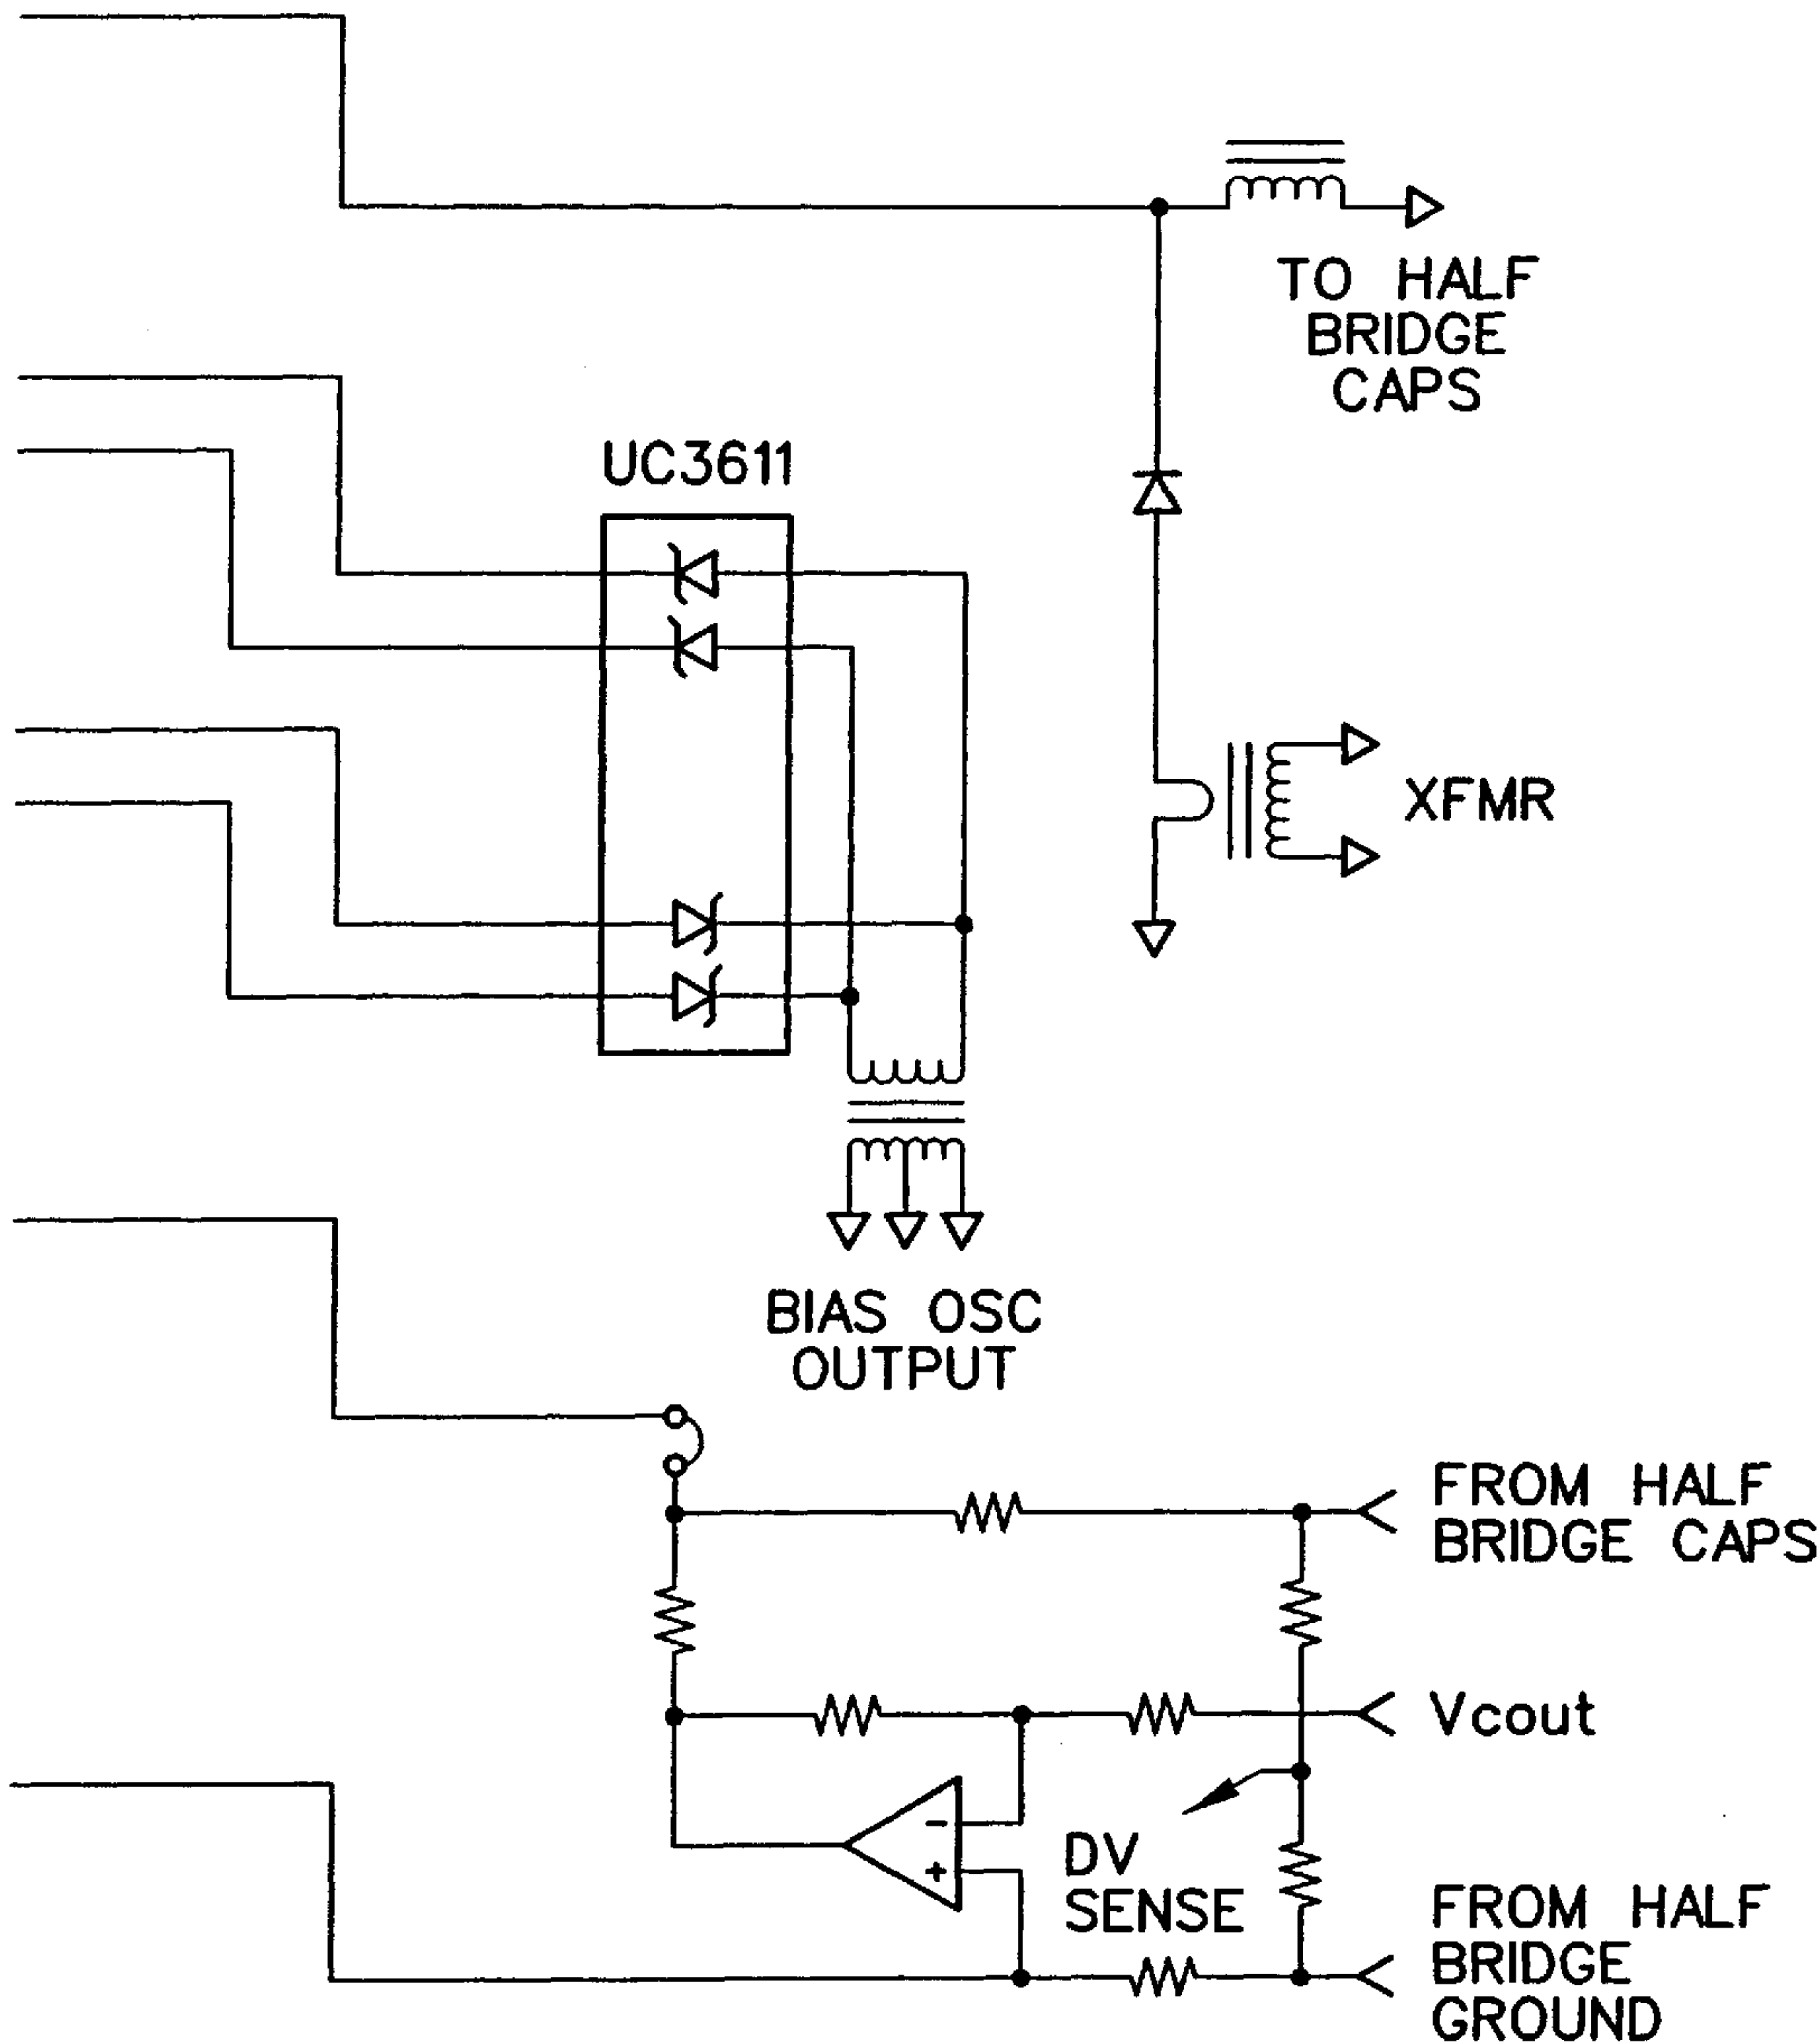 TO HALF
BRIDGE
CAPS
UC3611
XFMR
BIAS OSC
OUTPUT
FROM HALF
BRIDGE CAPS
Vcout
-
+
DV
SENSE
FROM HALF
BRIDGE
GROUND